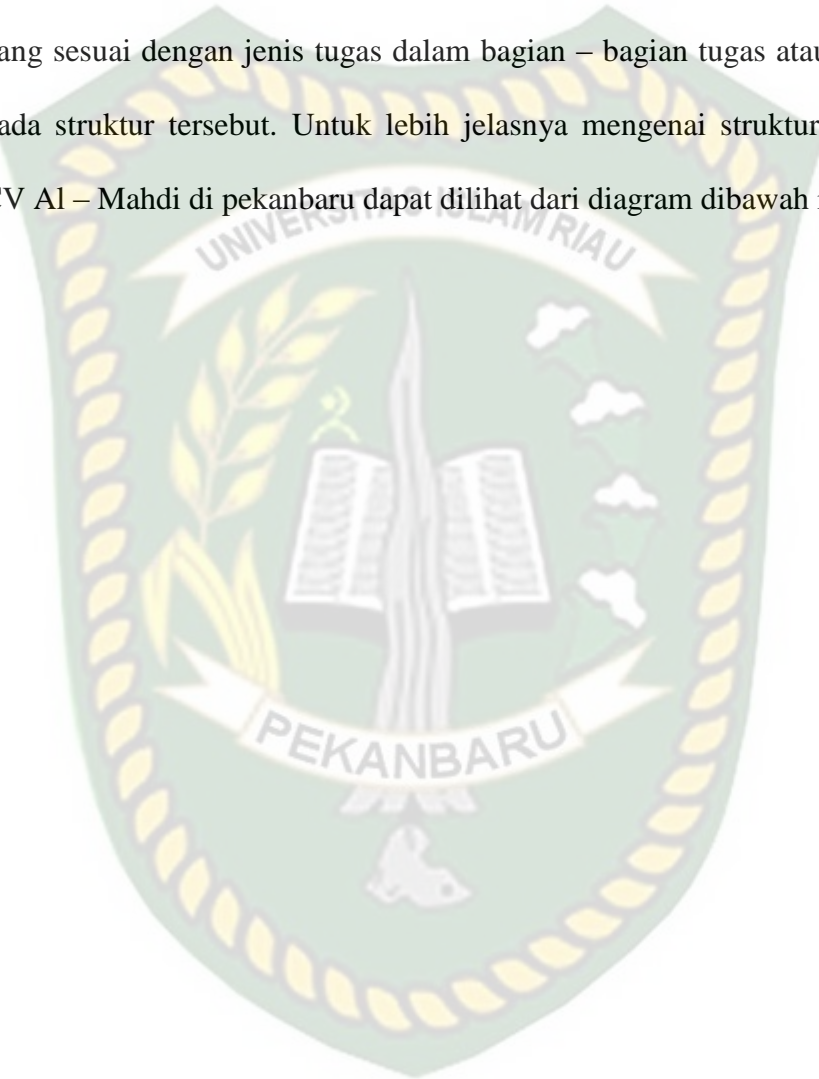 ang sesuai dengan jenis tugas dalam bagian – bagian tugas atau
ada struktur tersebut. Untuk lebih jelasnya mengenai struktur
V Al – Mahdi di pekanbaru dapat dilihat dari diagram dibawah
UNIVERSITAS ISLAM RIAU
PEKANBARU